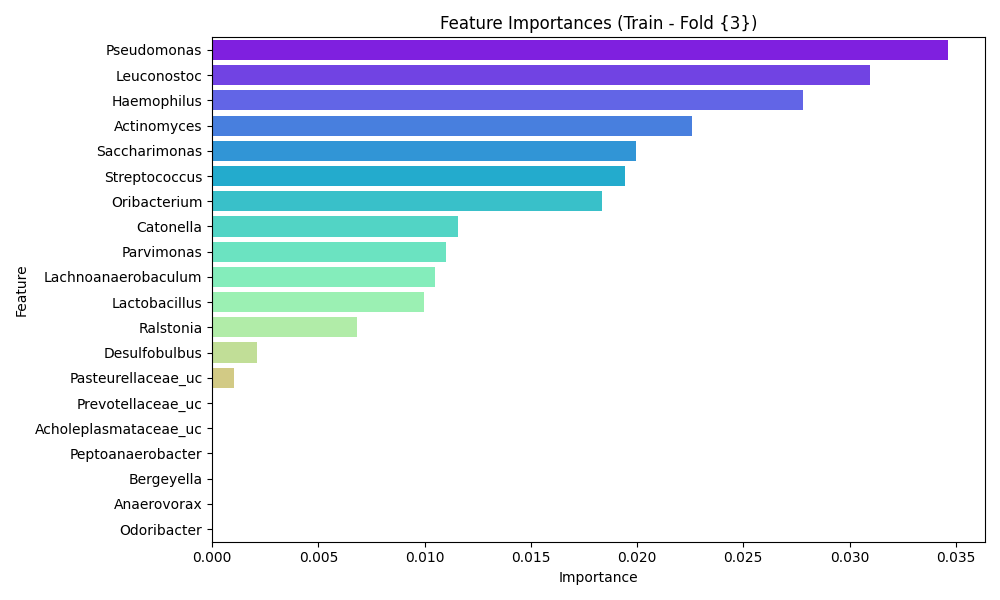 Feature Importances (Train - Fold {3})
Pseudomonas
Leuconostoc
Haemophilus
Actinomyces
Saccharimonas
Streptococcus
Oribacterium
Catonella
Parvimonas
Lachnoanaerobaculum
Lactobacillus
Ralstonia
Desulfobulbus
Pasteurellaceae_uc
Prevotellaceae_uc
Acholeplasmataceae_uc
Peptoanaerobacter
Bergeyella
Anaerovorax
Odoribacter
Feature
0.000 0.005 0.010 0.015 0.020 0.025 0.030 0.035
Importance